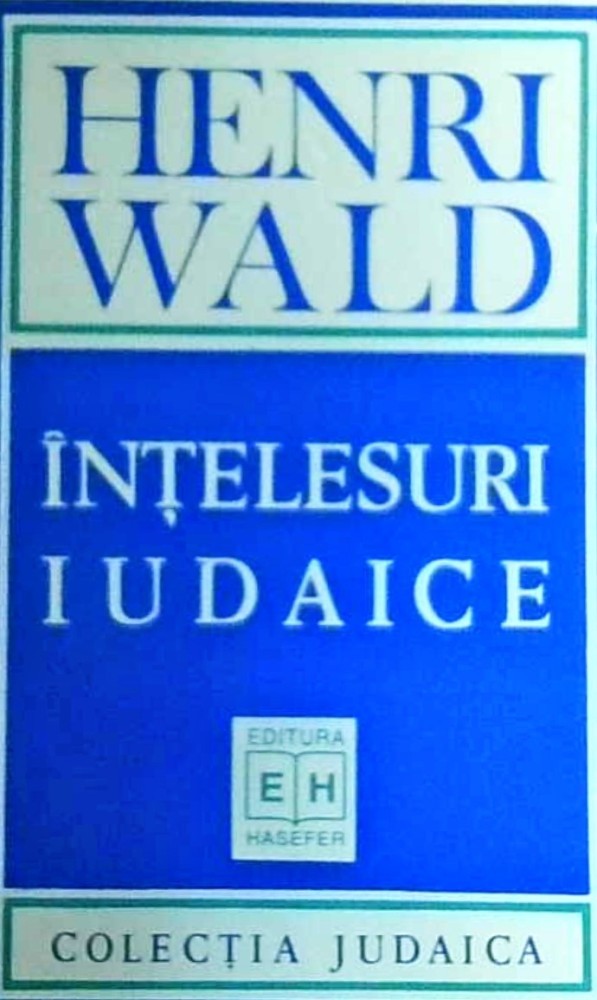 HENRI
WALD
ÎNȚELESURI
IUDAICE
EDITURA
E H
HASEFER
COLECȚIA JUDAICA